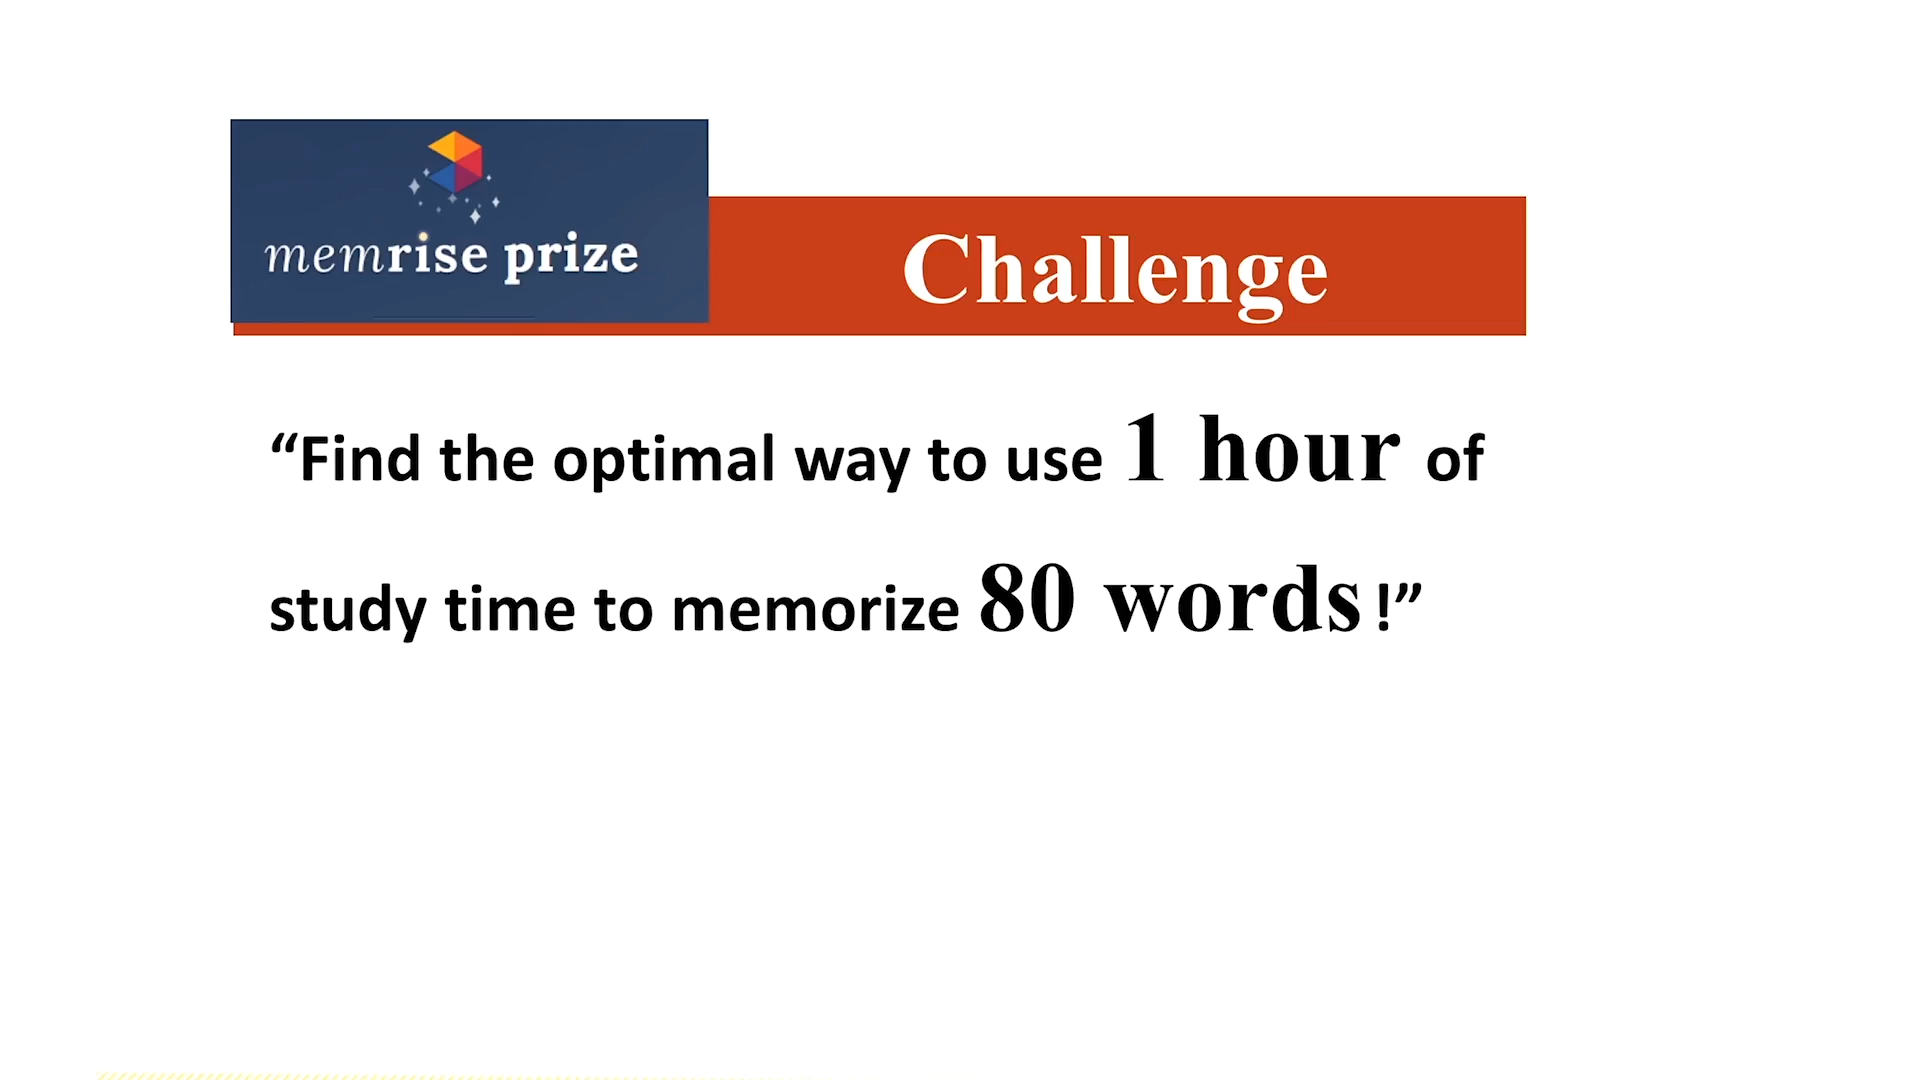 memrise prize
Challenge
“Find the optimal way to use 1 hour of
study time to memorize 80 words !”